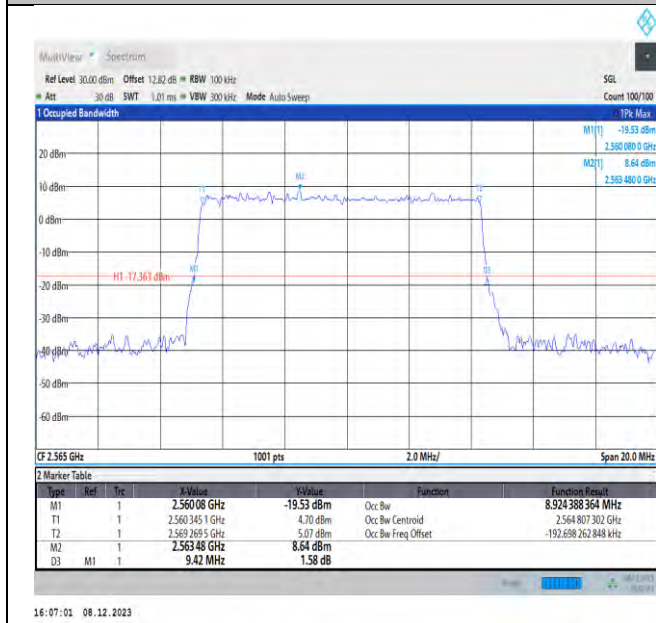 MultiView Spectrum
Ref Level 30.00 dBm Offset 12.82 dB RBW 100 kHz SGL
Att 30 dB SWT 1.01 ms VBW 300 kHz Mode Auto Sweep Count 100/100
1 Occupied Bandwidth 1Pk Max
M1[1] -19.53 dBm
2.560 080 0 GHz
M2[1] 8.64 dBm
2.563 480 0 GHz
20 dBm
M2
T1 T2
10 dBm
0 dBm
-10 dBm
M1 D3
H1 -17.363 dBm
-20 dBm
-30 dBm
-40 dBm
-50 dBm
-60 dBm
CF 2.565 GHz 1001 pts 2.0 MHz/ Span 20.0 MHz
2 Marker Table
Type Ref Trc X-Value Y-Value Function Function Result
M1 1 2.560 08 GHz -19.53 dBm Occ Bw 8.924 388 364 MHz
T1 1 2.560 345 1 GHz 4.70 dBm Occ Bw Centroid 2.564 807 302 GHz
T2 1 2.569 269 5 GHz 5.07 dBm Occ Bw Freq Offset -192.698 262 848 kHz
M2 1 2.563 48 GHz 8.64 dBm
D3 M1 1 9.42 MHz 1.58 dB
16:07:01 08.12.2023